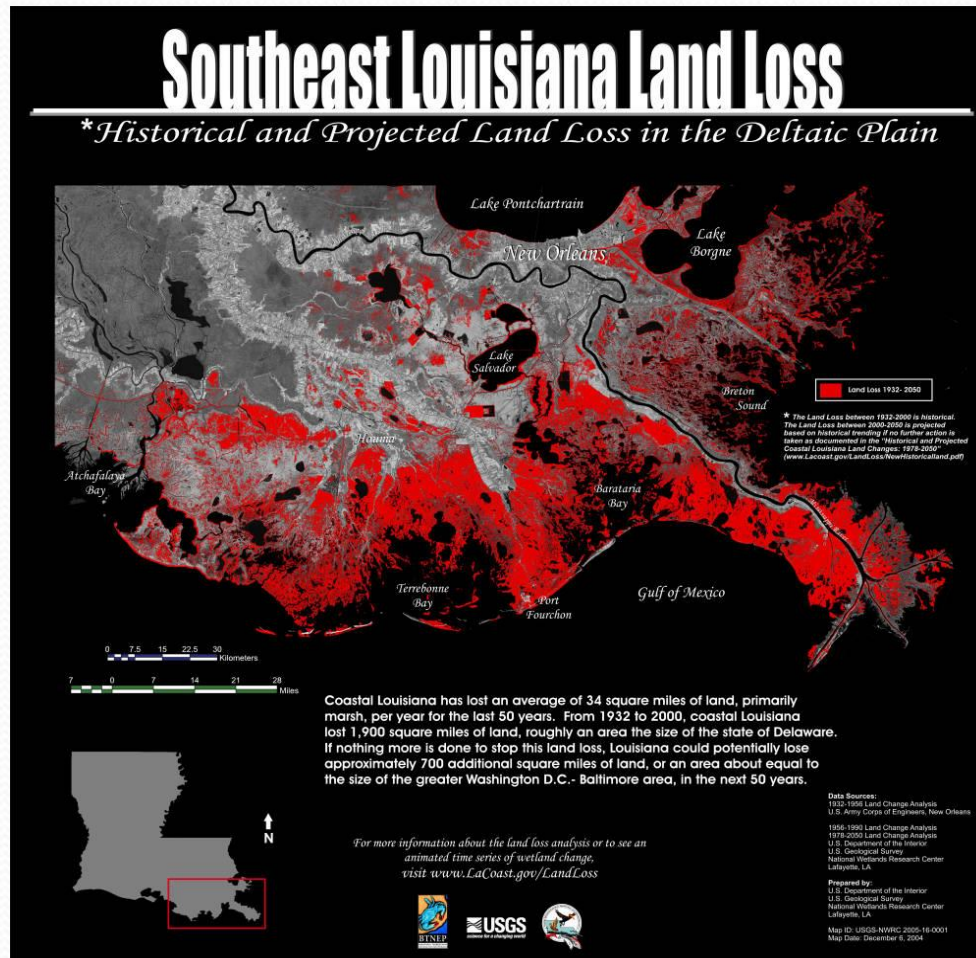 Southeast Louisiana Land Loss
*Historical and Projected Land Loss in the Deltaic Plain
Lake Pontchartrain
New Orleans
Lake
Borgne
Lake
Salvador
Breton
Sound
Land Loss 1932- 2050
* The Land Loss between 1932-2000 is historical.
The Land Loss between 2000-2050 is projected
based on historical trending if no further action is
taken as documented in the "Historical and Projected
Coastal Louisiana Land Changes: 1978-2050"
(www.Lacoast.gov/LandLoss/NewHistoricalland.pdf)
Houma
Atchafalaya
Bay
Barataria
Bay
Mississippi River
Terrebonne
Bay
Port
Fourchon
Gulf of Mexico
0 7.5 15 22.5 30
Kilometers
7 0 7 14 21 28
Miles
Coastal Louisiana has lost an average of 34 square miles of land, primarily
marsh, per year for the last 50 years. From 1932 to 2000, coastal Louisiana
lost 1,900 square miles of land, roughly an area the size of the state of Delaware.
If nothing more is done to stop this land loss, Louisiana could potentially lose
approximately 700 additional square miles of land, or an area about equal to
the size of the greater Washington D.C.- Baltimore area, in the next 50 years.
N
For more information about the land loss analysis or to see an
animated time series of wetland change,
visit www.LaCoast.gov/LandLoss
BTNEP
USGS
science for a changing world
Data Sources:
1932-1956 Land Change Analysis
U.S. Army Corps of Engineers, New Orleans
1956-1990 Land Change Analysis
1978-2050 Land Change Analysis
U.S. Department of the Interior
U.S. Geological Survey
National Wetlands Research Center
Lafayette, LA
Prepared by:
U.S. Department of the Interior
U.S. Geological Survey
National Wetlands Research Center
Lafayette, LA
Map ID: USGS-NWRC 2005-16-0001
Map Date: December 6, 2004